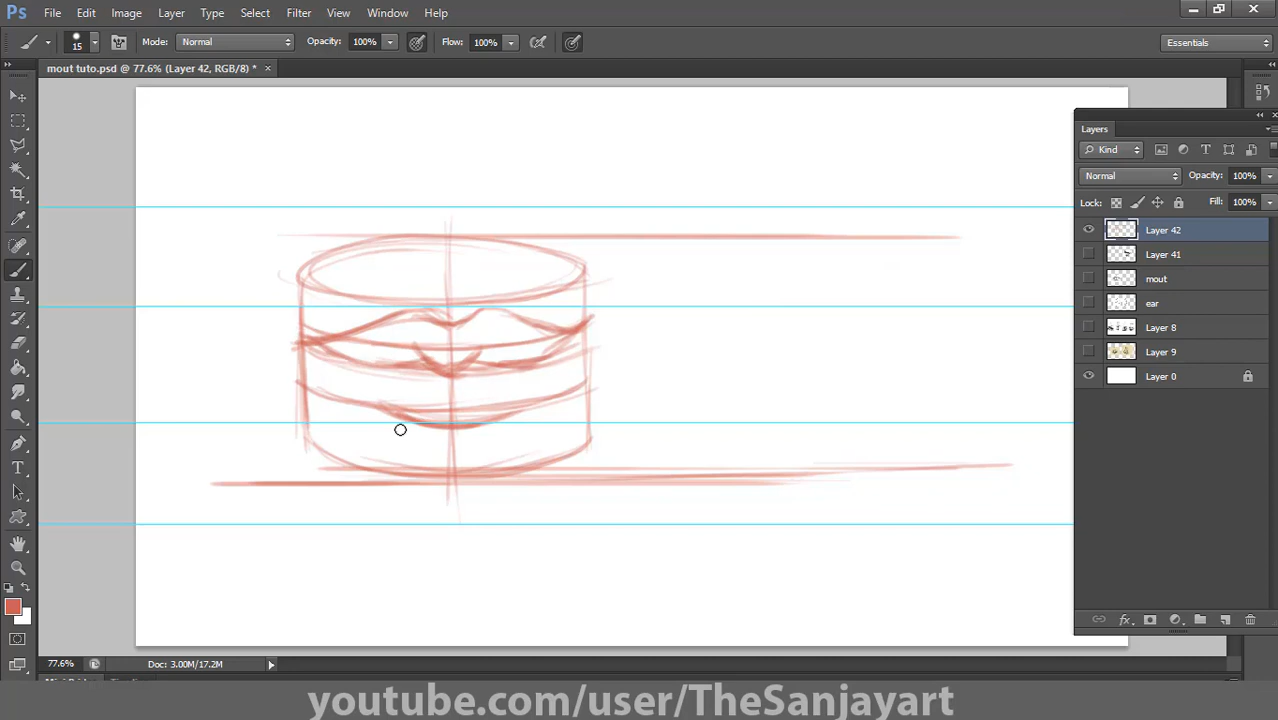 Ps File Edit Image Layer Type Select Filter View Window Help
15 Mode: Normal Opacity: 100% Flow: 100% Essentials
mout tuto.psd @ 77.6% (Layer 42, RGB/8) * ×
Layers
Kind
Normal Opacity: 100%
Lock: Fill: 100%
Layer 42
Layer 41
mout
ear
Layer 8
Layer 9
Layer 0
77.6% Doc: 3.00M/17.2M
youtube.com/user/TheSanjayart